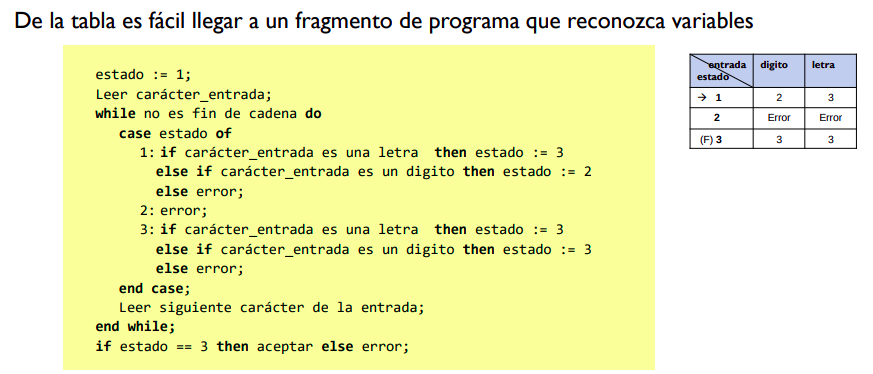 De la tabla es fácil llegar a un fragmento de programa que reconozca variables
estado := 1;
Leer carácter_entrada;
while no es fin de cadena do
case estado of
1: if carácter_entrada es una letra then estado := 3
else if carácter_entrada es un digito then estado := 2
else error;
2: error;
3: if carácter_entrada es una letra then estado := 3
else if carácter_entrada es un digito then estado := 3
else error;
end case;
Leer siguiente carácter de la entrada;
end while;
if estado == 3 then aceptar else error;
entrada digito letra
estado
→ 1 2 3
2 Error Error
(F) 3 3 3